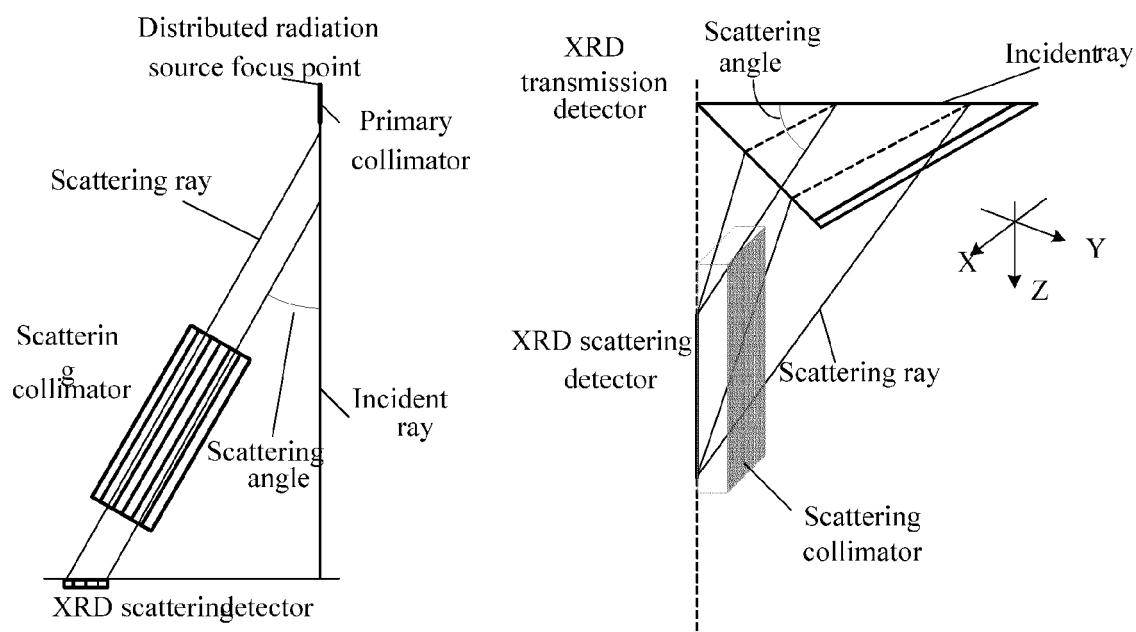 Distributed radiation
source focus point
Primary
collimator
Scattering ray
Scatterin
g
collimator
Incident
ray
Scattering
angle
XRD scatteringdetector
XRD
transmission
detector
Scattering
angle
Incidentray
X
Y
Z
XRD scattering
detector
Scattering ray
Scattering
collimator